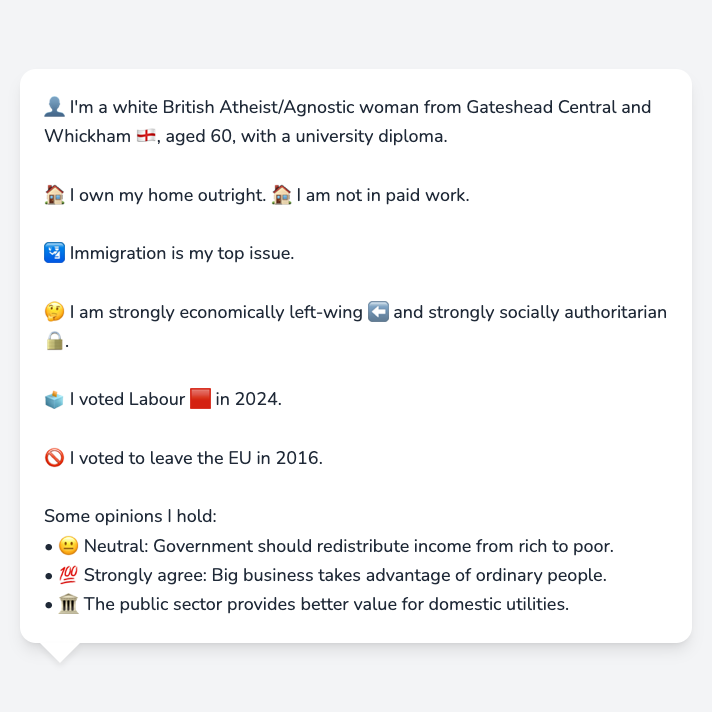 👤 I'm a white British Atheist/Agnostic woman from Gateshead Central and
Whickham 🏴󠁧󠁢󠁥󠁮󠁧󠁿, aged 60, with a university diploma.
🏠 I own my home outright. 🏠 I am not in paid work.
🛂 Immigration is my top issue.
🤔 I am strongly economically left-wing ⬅️ and strongly socially authoritarian
🔒.
🗳️ I voted Labour 🟥 in 2024.
🚫 I voted to leave the EU in 2016.
Some opinions I hold:
• 😐 Neutral: Government should redistribute income from rich to poor.
• 💯 Strongly agree: Big business takes advantage of ordinary people.
• 🏛️ The public sector provides better value for domestic utilities.